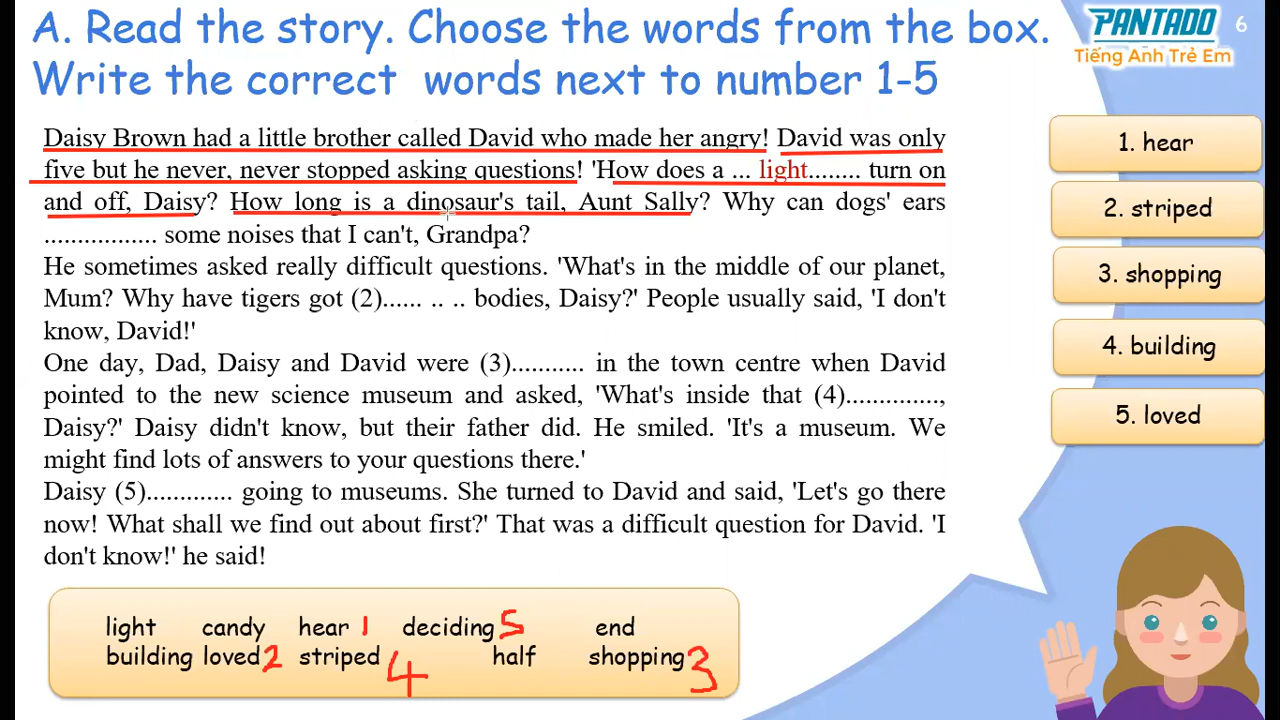 A. Read the story. Choose the words from the box.
Write the correct words next to number 1-5
PANTADO
Tiếng Anh Trẻ Em
6
Daisy Brown had a little brother called David who made her angry! David was only
five but he never, never stopped asking questions! 'How does a ... light........ turn on
and off, Daisy? How long is a dinosaur's tail, Aunt Sally? Why can dogs' ears
................. some noises that I can't, Grandpa?
He sometimes asked really difficult questions. 'What's in the middle of our planet,
Mum? Why have tigers got (2)...... .. .. bodies, Daisy?' People usually said, 'I don't
know, David!'
One day, Dad, Daisy and David were (3)........... in the town centre when David
pointed to the new science museum and asked, 'What's inside that (4)..............,
Daisy?' Daisy didn't know, but their father did. He smiled. 'It's a museum. We
might find lots of answers to your questions there.'
Daisy (5)............. going to museums. She turned to David and said, 'Let's go there
now! What shall we find out about first?' That was a difficult question for David. 'I
don't know!' he said!
1. hear
2. striped
3. shopping
4. building
5. loved
light candy hear 1 deciding 5 end
building loved 2 striped 4 half shopping 3